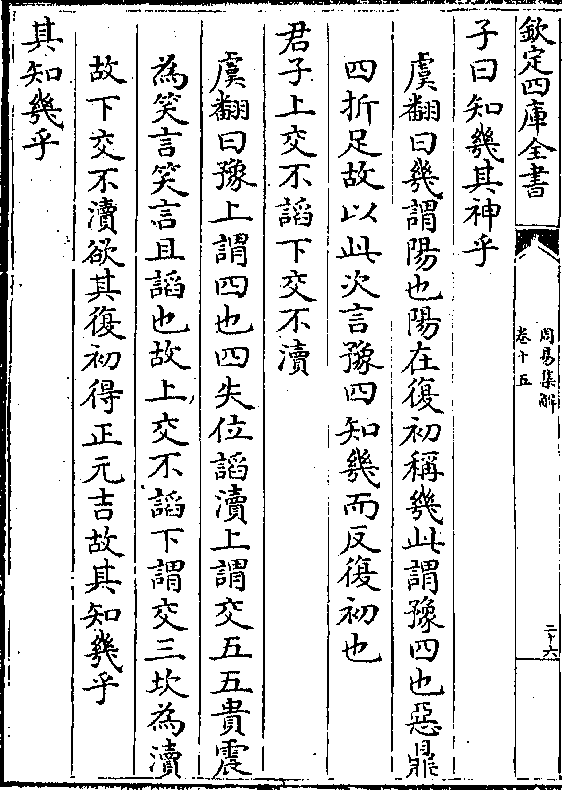 欽定四庫全書
周易集解
卷十五
二十六
子曰知幾其神乎
虞翻曰幾謂陽也陽在復初稱幾此謂豫四也惡鼎
四折足故以此次言豫四知幾而反復初也
君子上交不諂下交不瀆
虞翻曰豫上謂四也四失位諂瀆上謂交五五貴震
為笑言笑言且諂也故上交不諂下謂交三坎為瀆
故下交不瀆欲其復初得正元吉故其知幾乎
其知幾乎